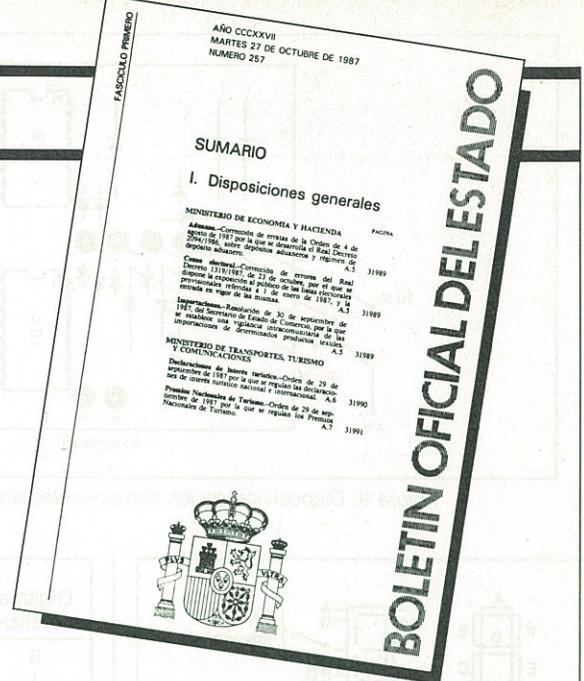 FASCICULO PRIMERO
AÑO CCCXXVII
MARTES 27 DE OCTUBRE DE 1987
NUMERO 257
SUMARIO
I. Disposiciones generales
MINISTERIO DE ECONOMIA Y HACIENDA
PAGINA
Aduanas.—Corrección de erratas de la Orden de 4 de
agosto de 1987 por la que se desarrolla el Real Decreto
2094/1986, sobre depósitos aduaneros y régimen de
depósito aduanero. A.5 31989
Censo electoral.—Corrección de errores del Real
Decreto 1319/1987, de 23 de octubre, por el que se
dispone la exposición al público de las listas electorales
provisionales referidas a 1 de enero de 1987, y la
entrada en vigor de las mismas. A.5 31989
Importaciones.—Resolución de 30 de septiembre de
1987, del Secretario de Estado de Comercio, por la que
se establece una vigilancia intracomunitaria de las
importaciones de determinados productos textiles.
A.5 31989
MINISTERIO DE TRANSPORTES, TURISMO
Y COMUNICACIONES
Declaraciones de interés turístico.—Orden de 29 de
septiembre de 1987 por la que se regulan las declaracio-
nes de interés turístico nacional e internacional. A.6 31990
Premios Nacionales de Turismo.—Orden de 29 de sep-
tiembre de 1987 por la que se regulan los Premios
Nacionales de Turismo. A.7 31991
PLVS
VLTRA
BOLETIN OFICIAL DEL ESTADO